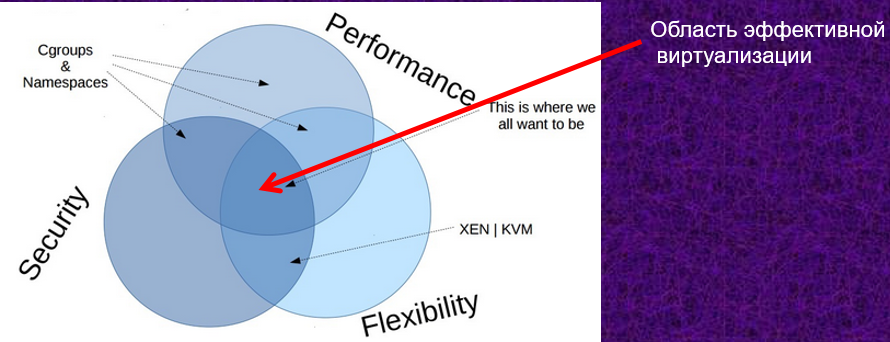 Performance
Cgroups
&
Namespaces
Область эффективной
виртуализации
This is where we
all want to be
Security
XEN | KVM
Flexibility